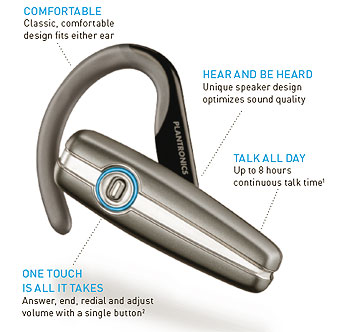 COMFORTABLE
Classic, comfortable
design fits either ear
HEAR AND BE HEARD
Unique speaker design
optimizes sound quality
PLANTRONICS
TALK ALL DAY
Up to 8 hours
continuous talk time†
ONE TOUCH
IS ALL IT TAKES
Answer, end, redial and adjust
volume with a single button²